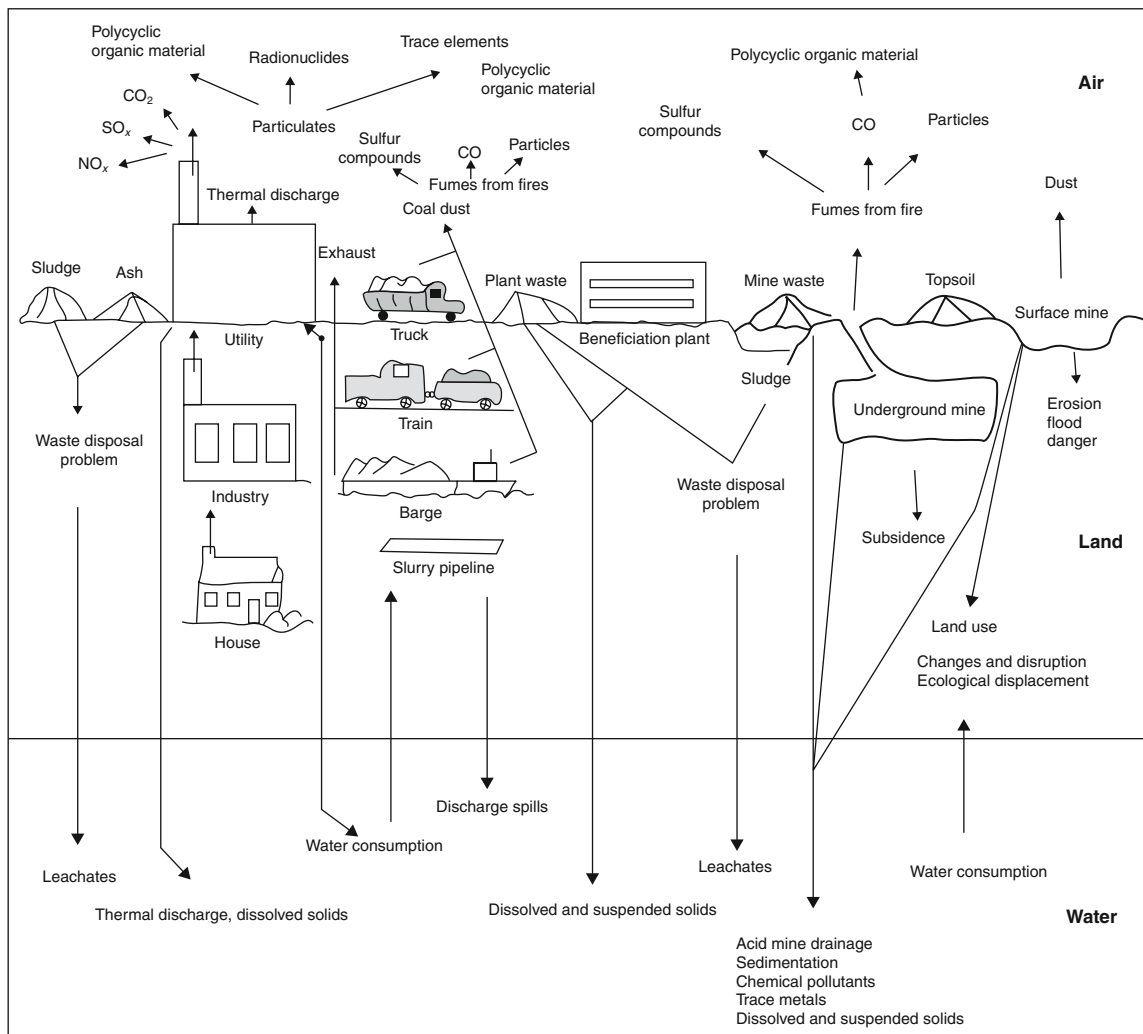 Polycyclic
organic material
Radionuclides
Trace elements
Polycyclic
organic material
Polycyclic organic material
Air
CO2
SOx
NOx
Particulates
Sulfur
compounds
CO
Particles
Fumes from fires
Coal dust
Thermal discharge
Sulfur
compounds
CO
Particles
Fumes from fire
Dust
Exhaust
Sludge
Ash
Plant waste
Mine waste
Topsoil
Surface mine
Utility
Truck
Beneficiation plant
Sludge
Underground mine
Erosion
flood
danger
Train
Waste disposal
problem
Industry
Barge
Waste disposal
problem
Subsidence
Land
Slurry pipeline
House
Land use
Changes and disruption
Ecological displacement
Discharge spills
Water consumption
Leachates
Leachates
Water consumption
Thermal discharge, dissolved solids
Dissolved and suspended solids
Water
Acid mine drainage
Sedimentation
Chemical pollutants
Trace metals
Dissolved and suspended solids